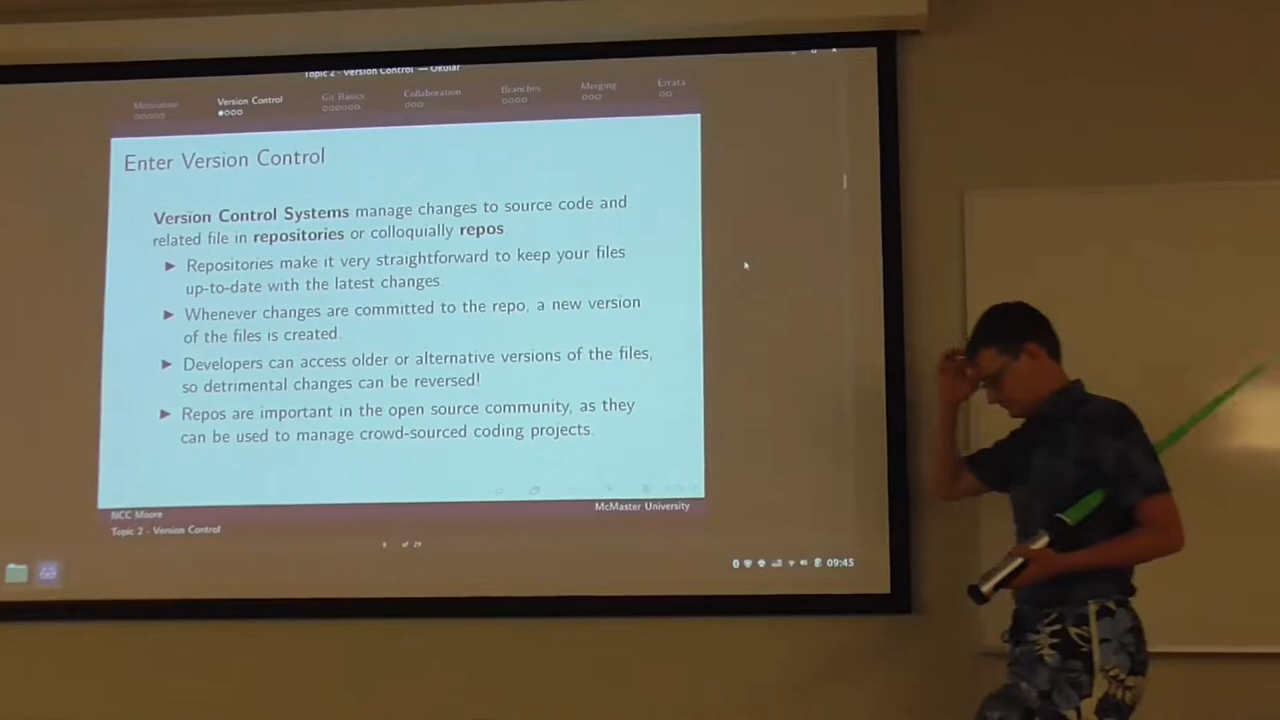 Topic 2 - Version Control — Okular
Motivation Version Control Git Basics Collaboration Branches Merging Errata
Enter Version Control
Version Control Systems manage changes to source code and
related file in repositories or colloquially repos.
► Repositories make it very straightforward to keep your files
up-to-date with the latest changes.
► Whenever changes are committed to the repo, a new version
of the files is created.
► Developers can access older or alternative versions of the files,
so detrimental changes can be reversed!
► Repos are important in the open source community, as they
can be used to manage crowd-sourced coding projects.
NCC Moore McMaster University
Topic 2 - Version Control
9 of 29
09:45